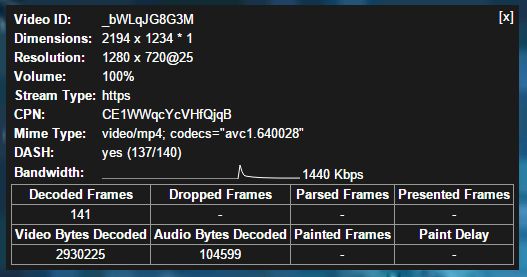 Video ID: _bWLqJG8G3M [x]
Dimensions: 2194 x 1234 * 1
Resolution: 1280 x 720@25
Volume: 100%
Stream Type: https
CPN: CE1WWqcYcVHfQjqB
Mime Type: video/mp4; codecs="avc1.640028"
DASH: yes (137/140)
Bandwidth: 1440 Kbps
Decoded Frames Dropped Frames Parsed Frames Presented Frames
141 - - -
Video Bytes Decoded Audio Bytes Decoded Painted Frames Paint Delay
2930225 104599 - -